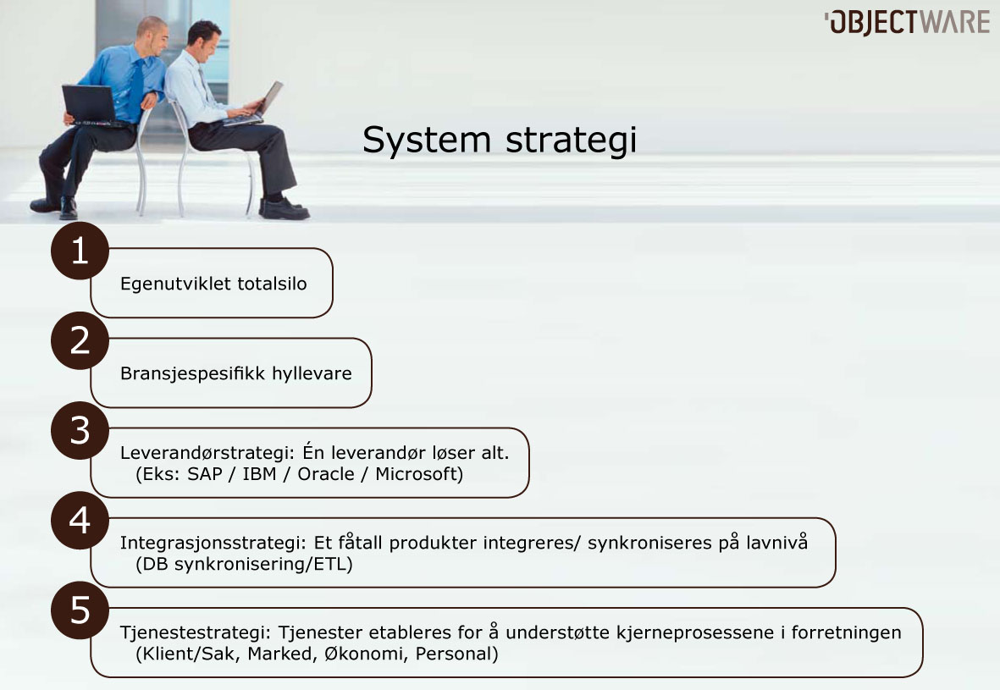 OBJECTWARE
System strategi
1
Egenutviklet totalsilo
2
Bransjespesifikk hyllevare
3
Leverandørstrategi: Én leverandør løser alt.
(Eks: SAP / IBM / Oracle / Microsoft)
4
Integrasjonsstrategi: Et fåtall produkter integreres/ synkroniseres på lavnivå
(DB synkronisering/ETL)
5
Tjenestestrategi: Tjenester etableres for å understøtte kjerneprosessene i forretningen
(Klient/Sak, Marked, Økonomi, Personal)